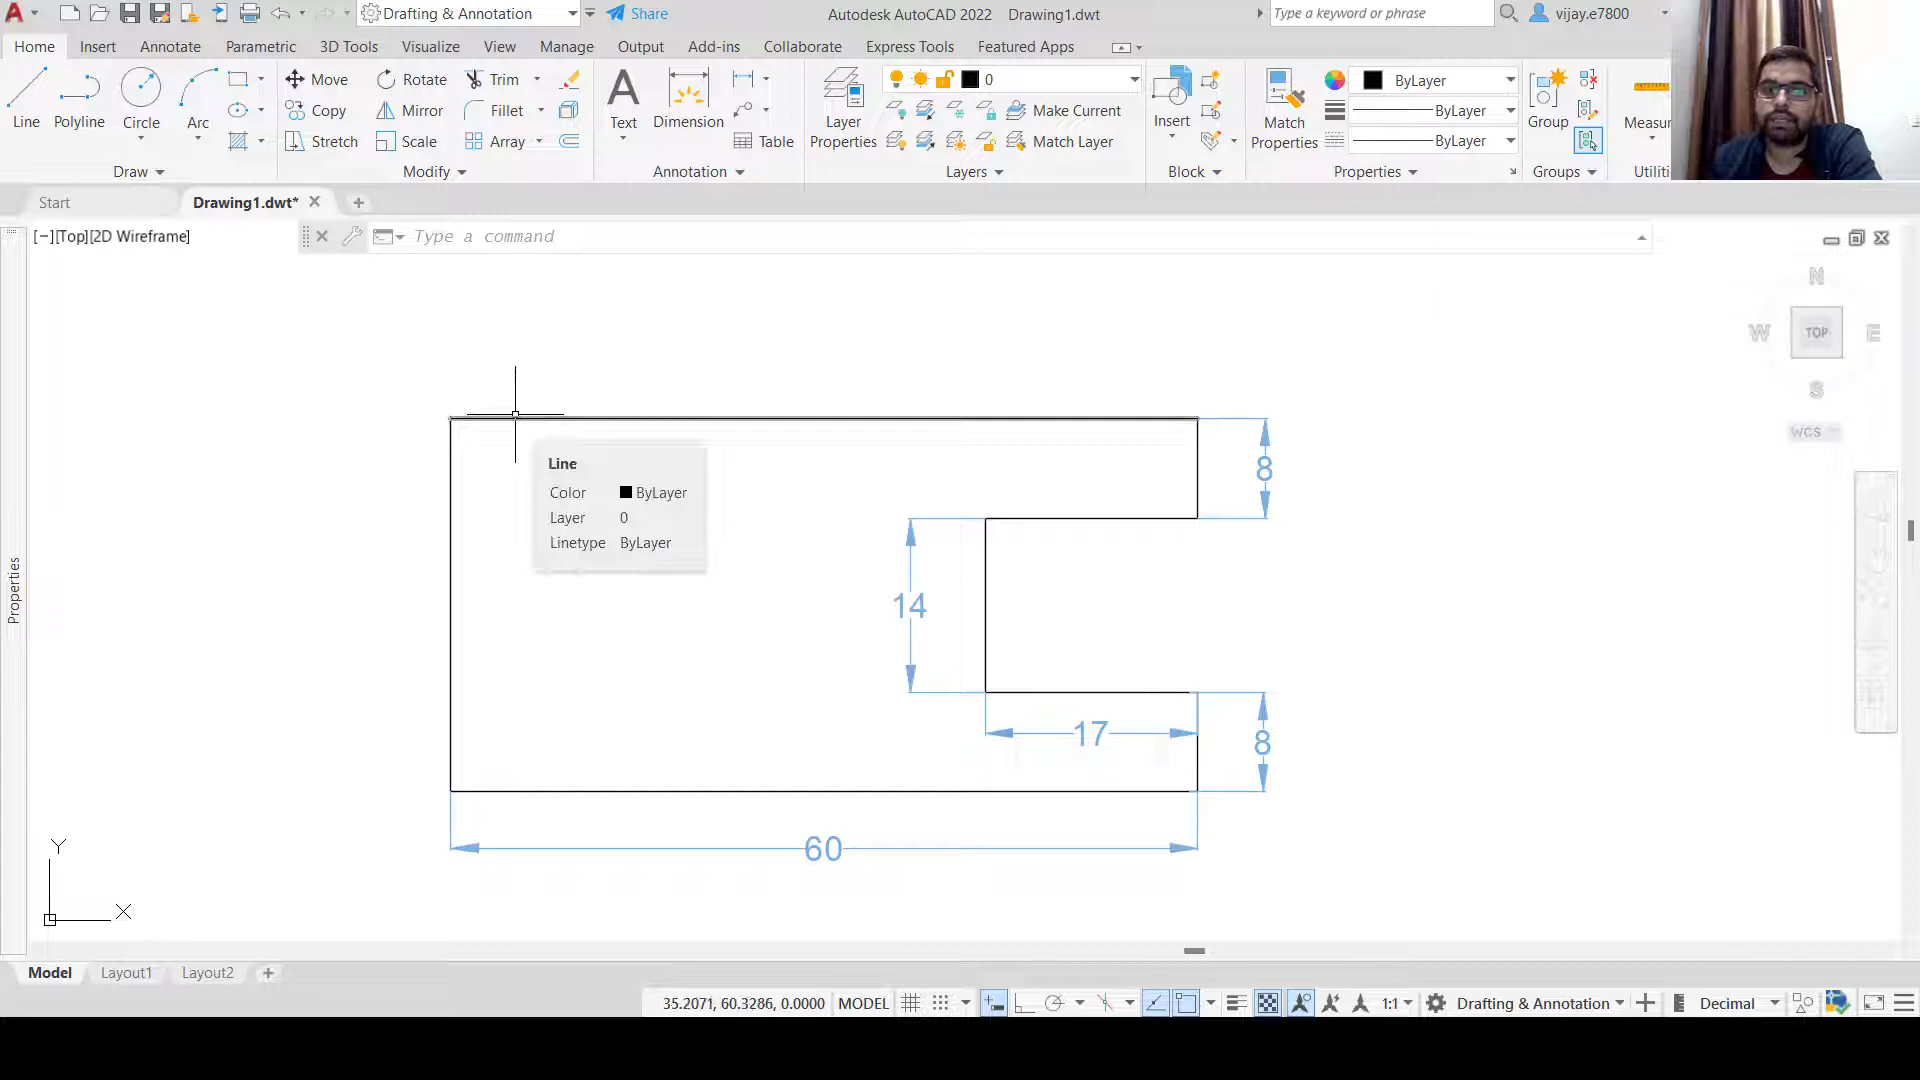 Drafting & Annotation Share Autodesk AutoCAD 2022 Drawing1.dwt Type a keyword or phrase vijay.e7800
Home Insert Annotate Parametric 3D Tools Visualize View Manage Output Add-ins Collaborate Express Tools Featured Apps
Line Polyline Circle Arc
Move Rotate Trim
Copy Mirror Fillet
Stretch Scale Array
Text Dimension Table
Layer Properties
0
Make Current
Match Layer
Insert
Match Properties
ByLayer
ByLayer
ByLayer
Group
Measur
Draw Modify Annotation Layers Block Properties Groups Utiliti
Start Drawing1.dwt*
[−][Top][2D Wireframe] Type a command
N
W TOP E
S
WCS
Line
Color ByLayer
Layer 0
Linetype ByLayer
8
14
17
8
60
Properties
Y
X
Model Layout1 Layout2
35.2071, 60.3286, 0.0000 MODEL 1:1 Drafting & Annotation Decimal